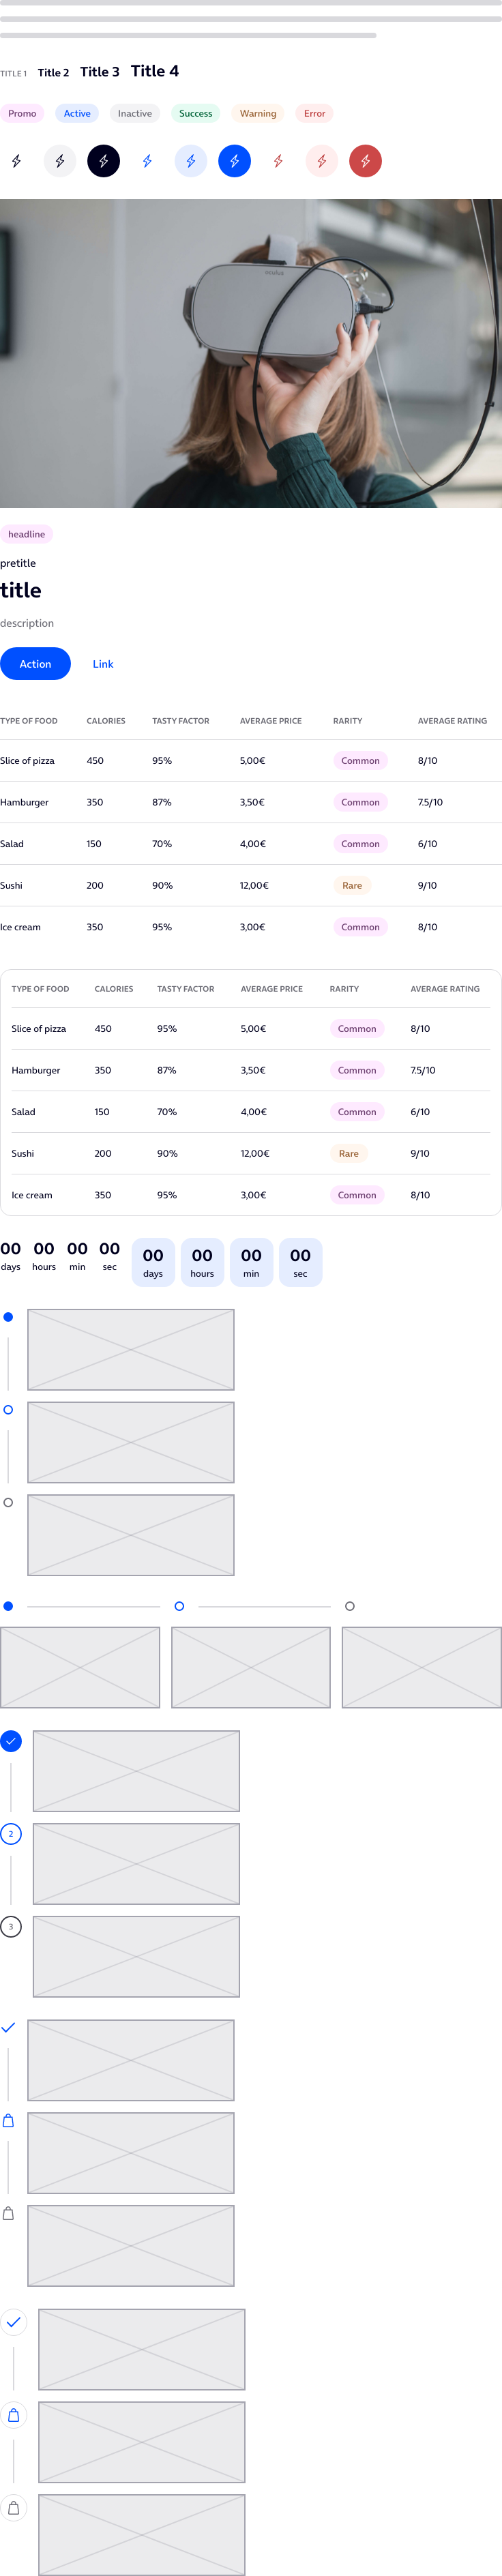 TITLE 1 Title 2 Title 3 Title 4
Promo Active Inactive Success Warning Error
oculus
headline
pretitle
title
description
Action Link
TYPE OF FOOD CALORIES TASTY FACTOR AVERAGE PRICE RARITY AVERAGE RATING
Slice of pizza 450 95% 5,00€ Common 8/10
Hamburger 350 87% 3,50€ Common 7.5/10
Salad 150 70% 4,00€ Common 6/10
Sushi 200 90% 12,00€ Rare 9/10
Ice cream 350 95% 3,00€ Common 8/10
TYPE OF FOOD CALORIES TASTY FACTOR AVERAGE PRICE RARITY AVERAGE RATING
Slice of pizza 450 95% 5,00€ Common 8/10
Hamburger 350 87% 3,50€ Common 7.5/10
Salad 150 70% 4,00€ Common 6/10
Sushi 200 90% 12,00€ Rare 9/10
Ice cream 350 95% 3,00€ Common 8/10
00 00 00 00 00 00 00 00
days hours min sec days hours min sec
2
3